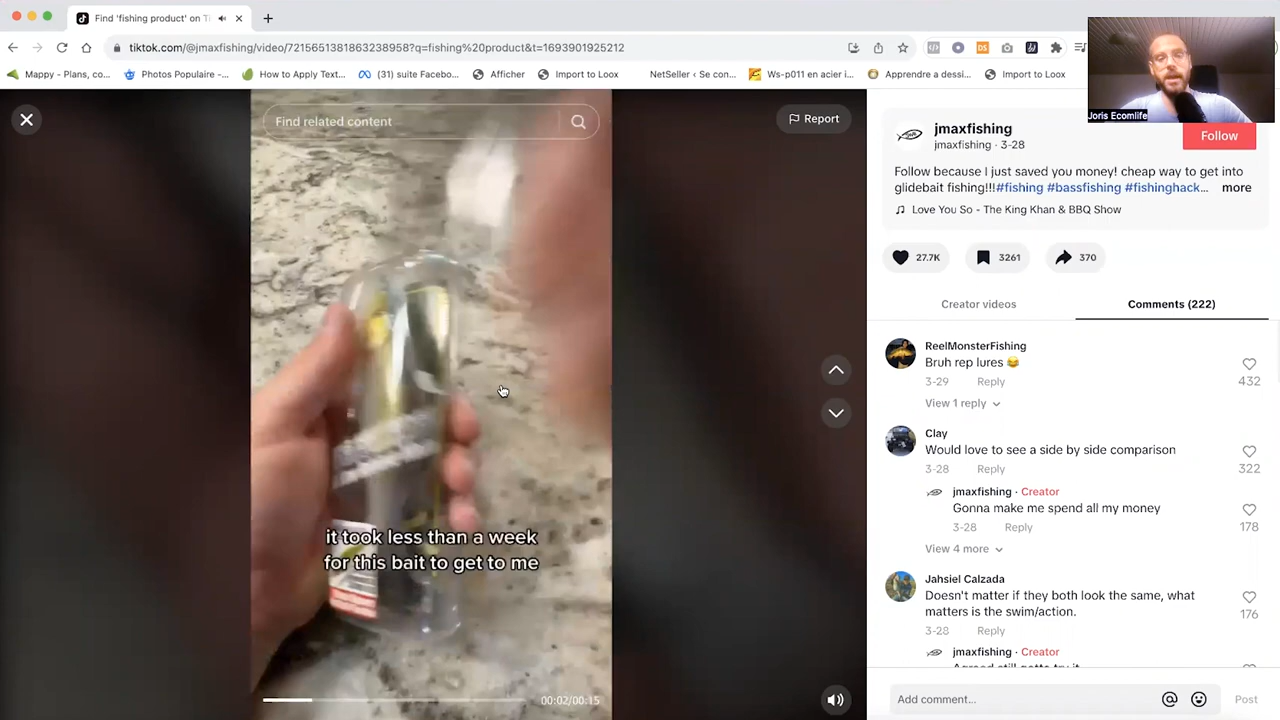 Find 'fishing product' on Ti
tiktok.com/@jmaxfishing/video/7215651381863238958?q=fishing%20product&t=1693901925212
Mappy - Plans, co...
Photos Populaire -...
How to Apply Text...
(31) suite Facebo...
Afficher
Import to Loox
NetSeller < Se con...
Ws-p011 en acier i...
Apprendre a dessi...
Import to Loox
Joris Ecomlife
Find related content
Report
it took less than a week
for this bait to get to me
00:02/00:15
jmaxfishing
jmaxfishing · 3-28
Follow
Follow because I just saved you money! cheap way to get into
glidebait fishing!!!#fishing #bassfishing #fishinghack... more
Love You So - The King Khan & BBQ Show
27.7K
3261
370
Creator videos
Comments (222)
ReelMonsterFishing
Bruh rep lures 😂
3-29 Reply
432
View 1 reply
Clay
Would love to see a side by side comparison
3-28 Reply
322
jmaxfishing · Creator
Gonna make me spend all my money
3-28 Reply
178
View 4 more
Jahsiel Calzada
Doesn't matter if they both look the same, what
matters is the swim/action.
3-28 Reply
176
jmaxfishing · Creator
Add comment...
Post